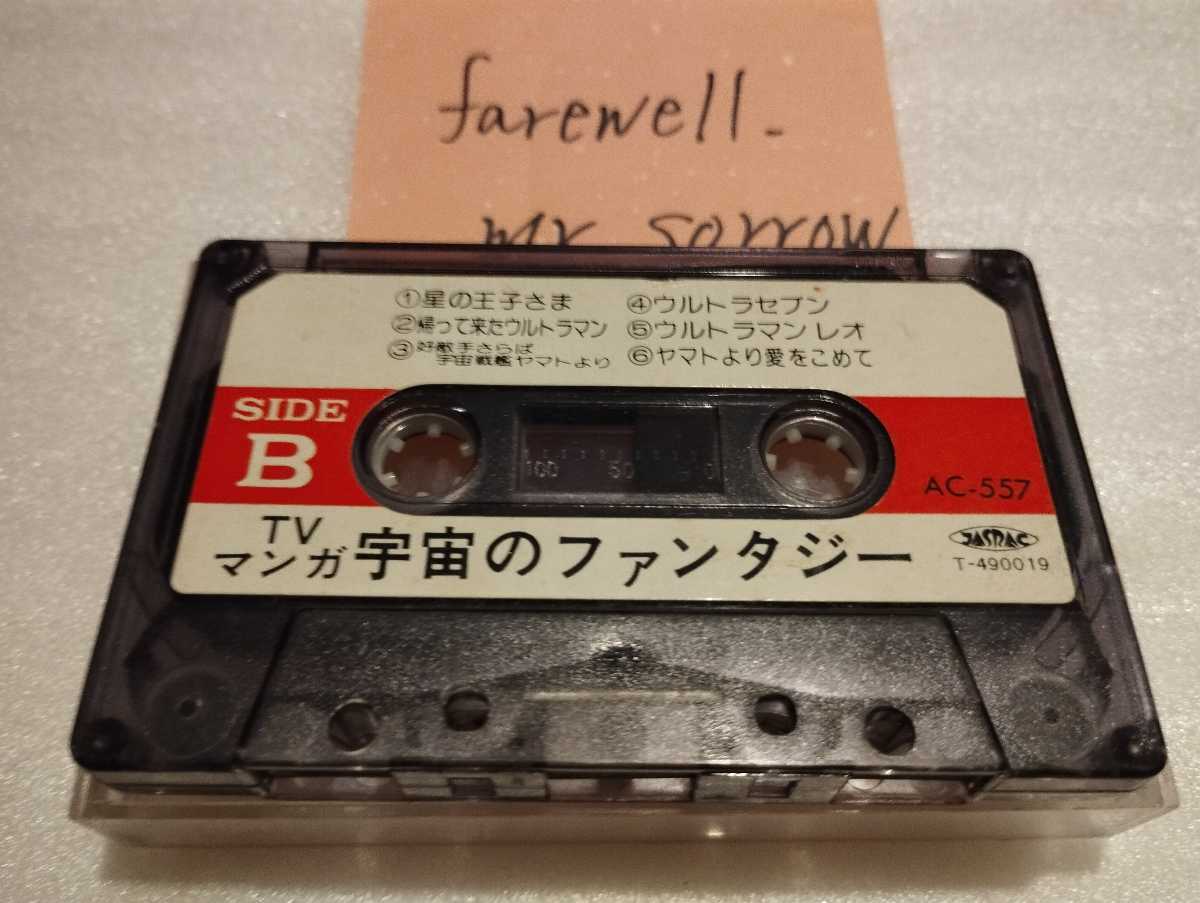 farewell.
mr sorrow
①星の王子さま
②帰って来たウルトラマン
③好敵手さらば
宇宙戦艦ヤマトより
④ウルトラセブン
⑤ウルトラマンレオ
⑥ヤマトより愛をこめて
SIDE
B
100 50 0
AC-557
TV
マンガ宇宙のファンタジー
JASRAC
T-490019